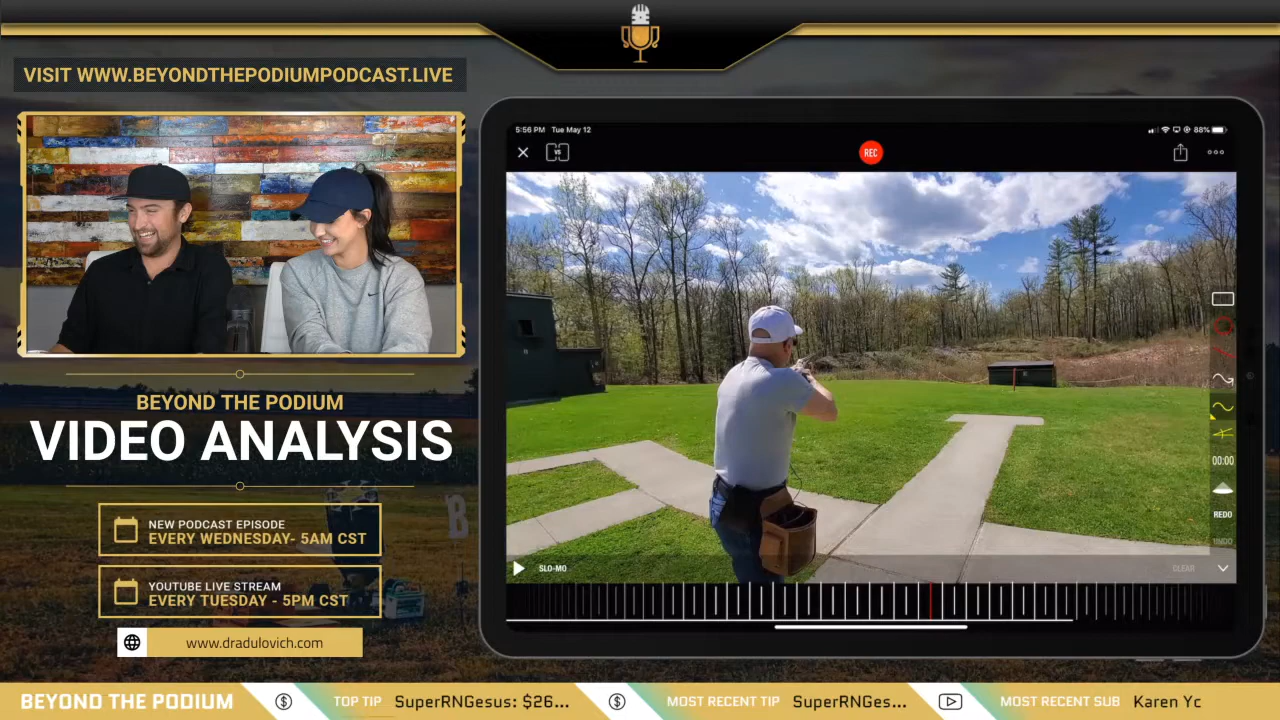 VISIT WWW.BEYONDTHEPODIUMPODCAST.LIVE
5:56 PM Tue May 12
88%
VS
REC
00:00
REDO
UNDO
SLO-MO
CLEAR
BEYOND THE PODIUM
VIDEO ANALYSIS
NEW PODCAST EPISODE
EVERY WEDNESDAY- 5AM CST
YOUTUBE LIVE STREAM
EVERY TUESDAY - 5PM CST
www.dradulovich.com
BEYOND THE PODIUM
TOP TIP SuperRNGesus: $26...
MOST RECENT TIP SuperRNGes...
MOST RECENT SUB Karen Yc